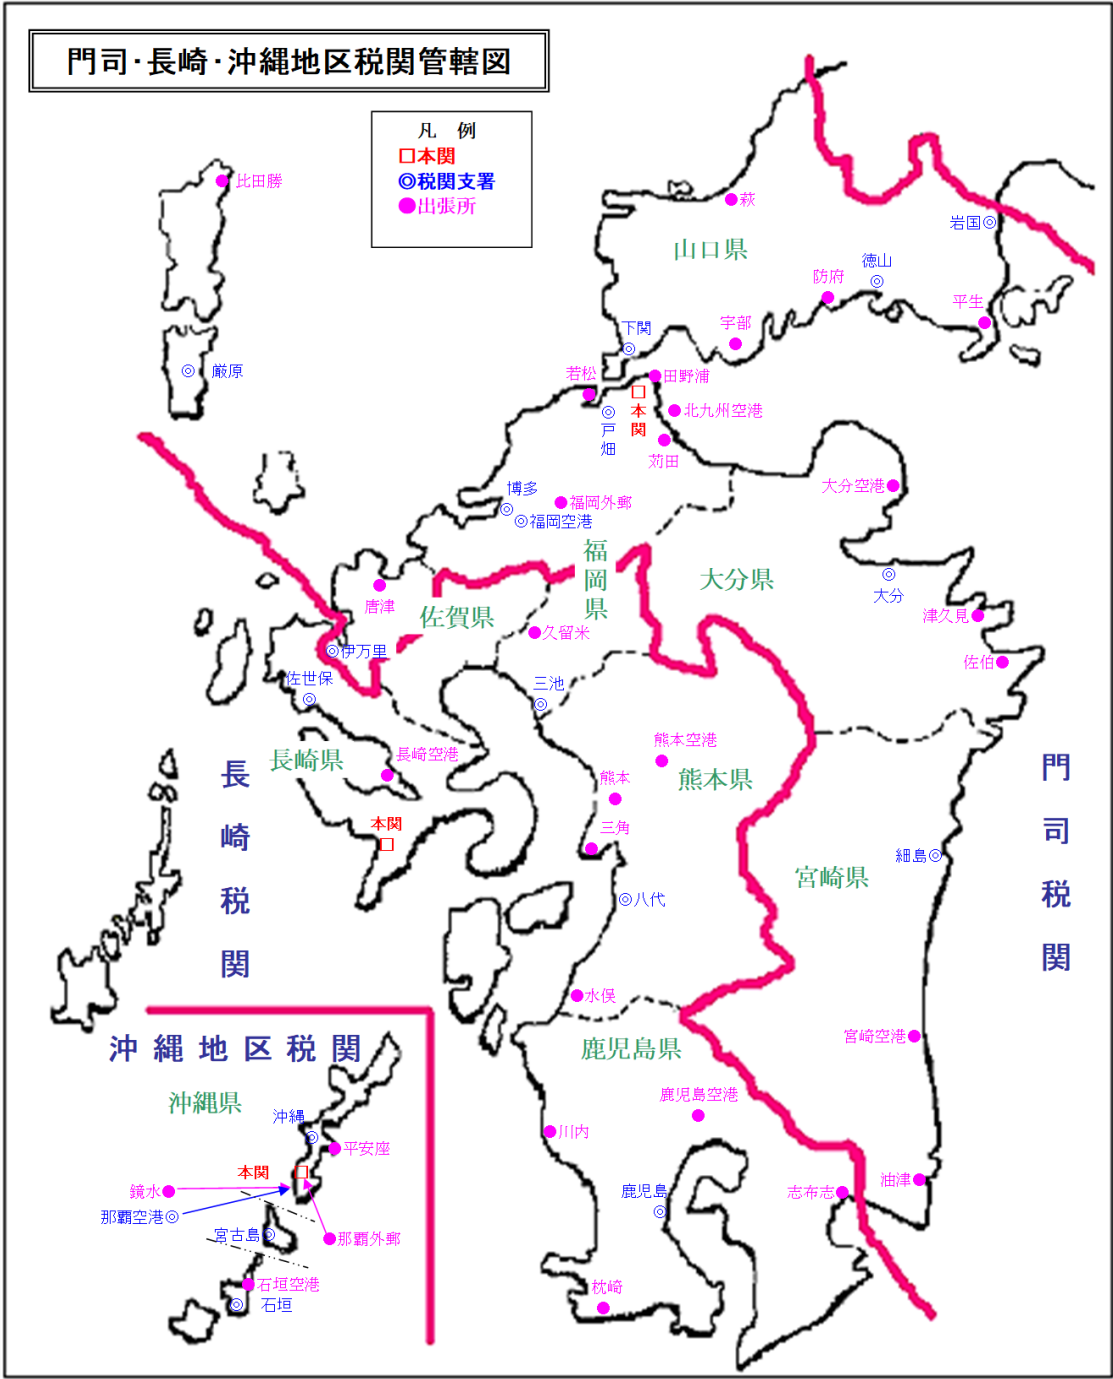 門司・長崎・沖縄地区税関管轄図
凡　例
□本関
◎税関支署
●出張所
比田勝
厳原
萩
山口県
岩国◎
徳山
防府
平生
宇部
下関
若松
田野浦
□本関
北九州空港
戸畑
苅田
博多
福岡外郵
◎福岡空港
大分空港
福岡県
大分県
大分
津久見
佐伯
唐津
佐賀県
久留米
◎伊万里
佐世保
三池
長崎県
長崎空港
本関
□
熊本空港
熊本県
熊本
三角
◎八代
水俣
宮崎県
細島◎
宮崎空港
油津
鹿児島県
鹿児島空港
川内
鹿児島
志布志
枕崎
長崎税関
門司税関
沖縄地区税関
沖縄県
沖縄
平安座
本関
□
鏡水
那覇空港◎
宮古島◎
那覇外郵
石垣空港
◎石垣